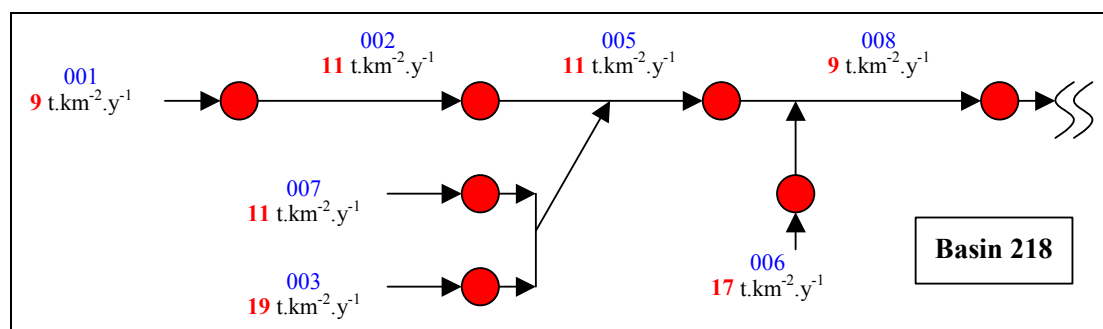 002
11 t.km⁻².y⁻¹
005
11 t.km⁻².y⁻¹
008
9 t.km⁻².y⁻¹
001
9 t.km⁻².y⁻¹
007
11 t.km⁻².y⁻¹
003
19 t.km⁻².y⁻¹
006
17 t.km⁻².y⁻¹
Basin 218